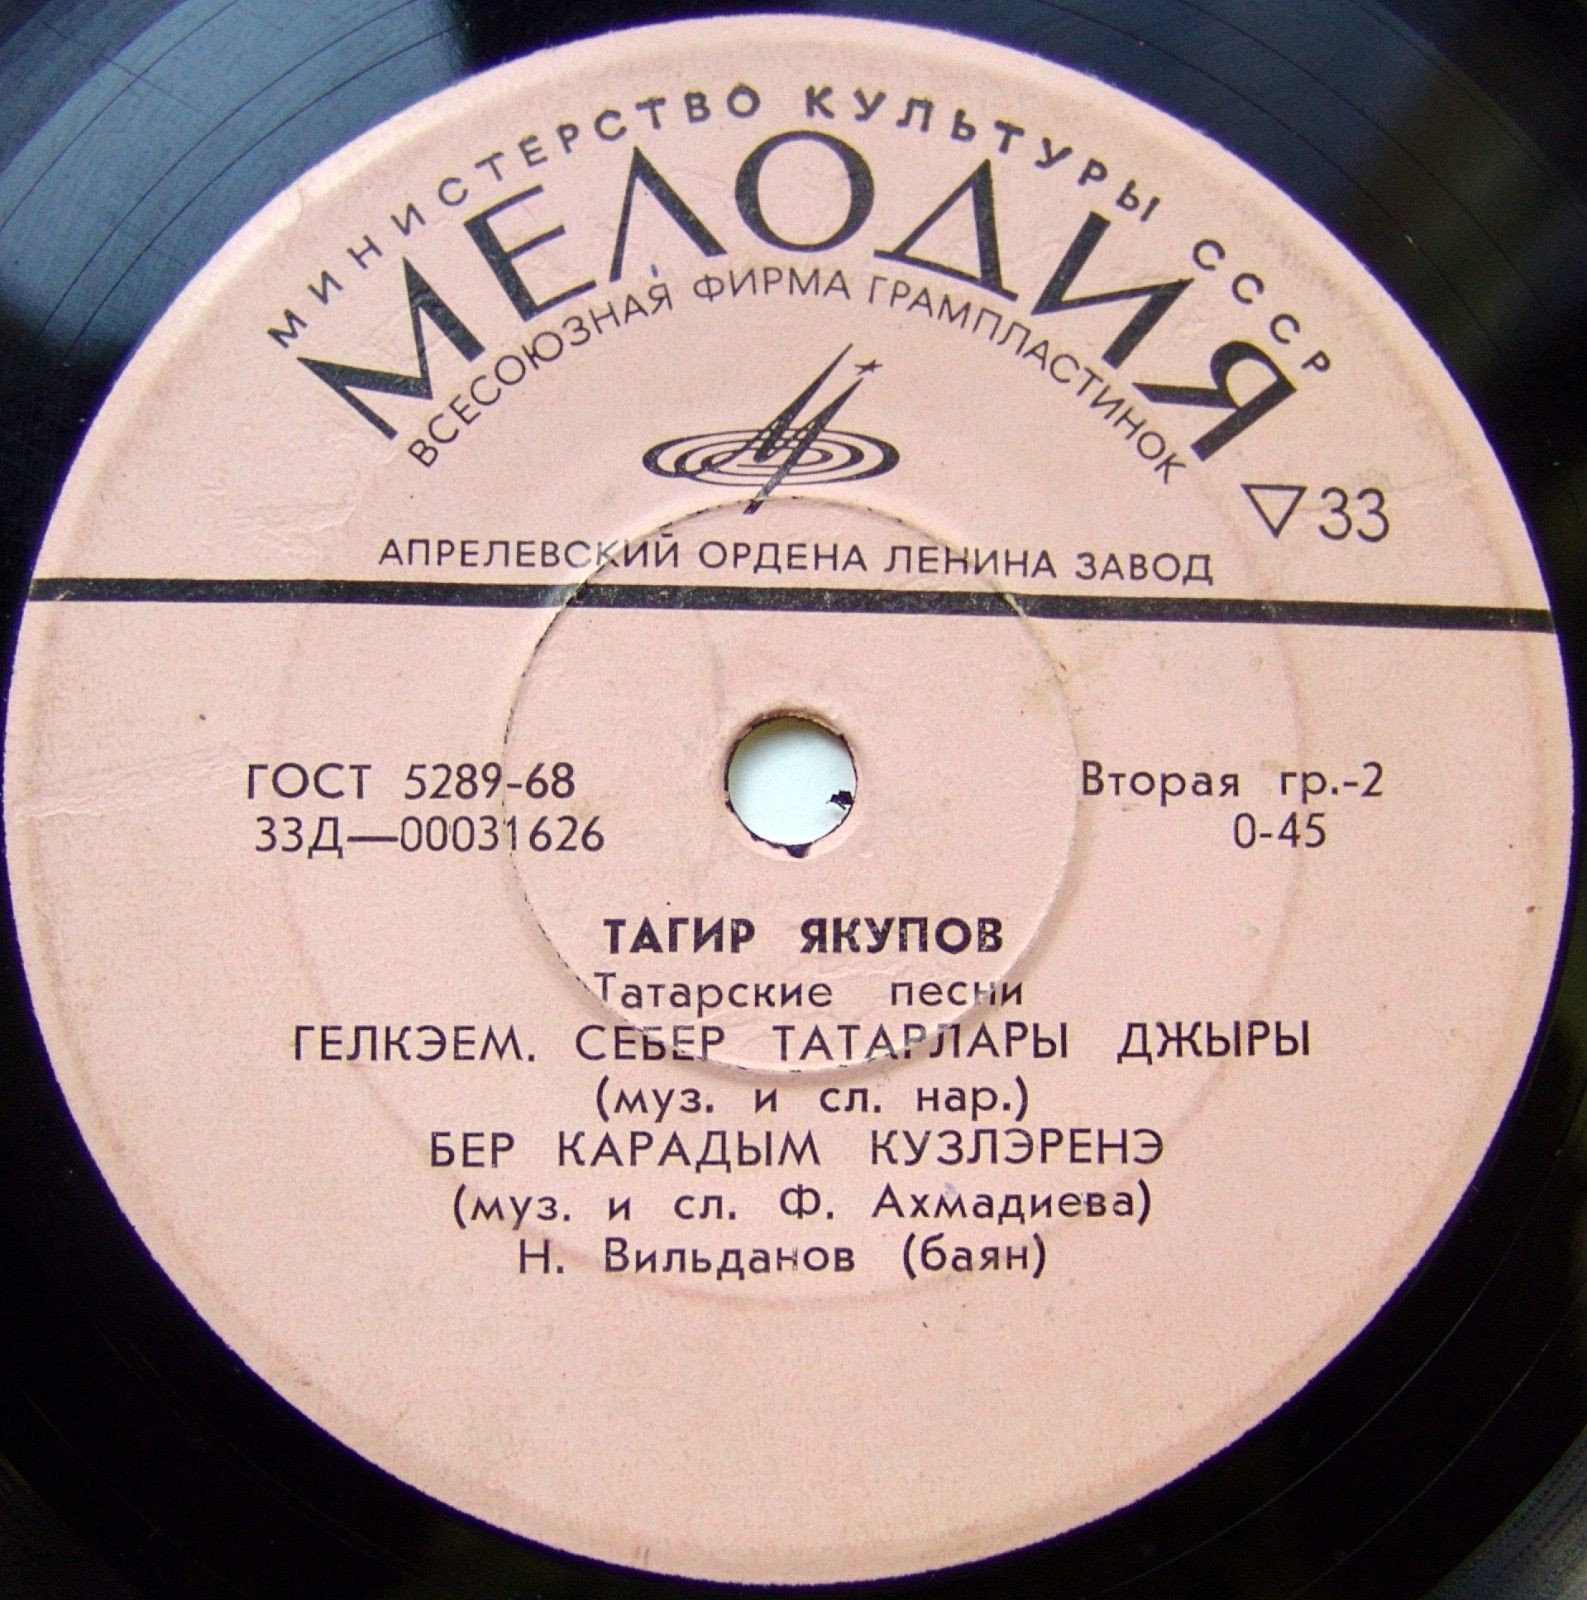 МИНИСТЕРСТВО КУЛЬТУРЫ СССР
МЕЛОДИЯ
ВСЕСОЮЗНАЯ ФИРМА ГРАМПЛАСТИНОК
▽33
АПРЕЛЕВСКИЙ ОРДЕНА ЛЕНИНА ЗАВОД
ГОСТ 5289-68
33Д—00031626
Вторая гр.-2
0-45
ТАГИР ЯКУПОВ
Татарские песни
ГЕЛКЭЕМ. СЕБЕР ТАТАРЛАРЫ ДЖЫРЫ
(муз. и сл. нар.)
БЕР КАРАДЫМ КУЗЛЭРЕНЭ
(муз. и сл. Ф. Ахмадиева)
Н. Вильданов (баян)